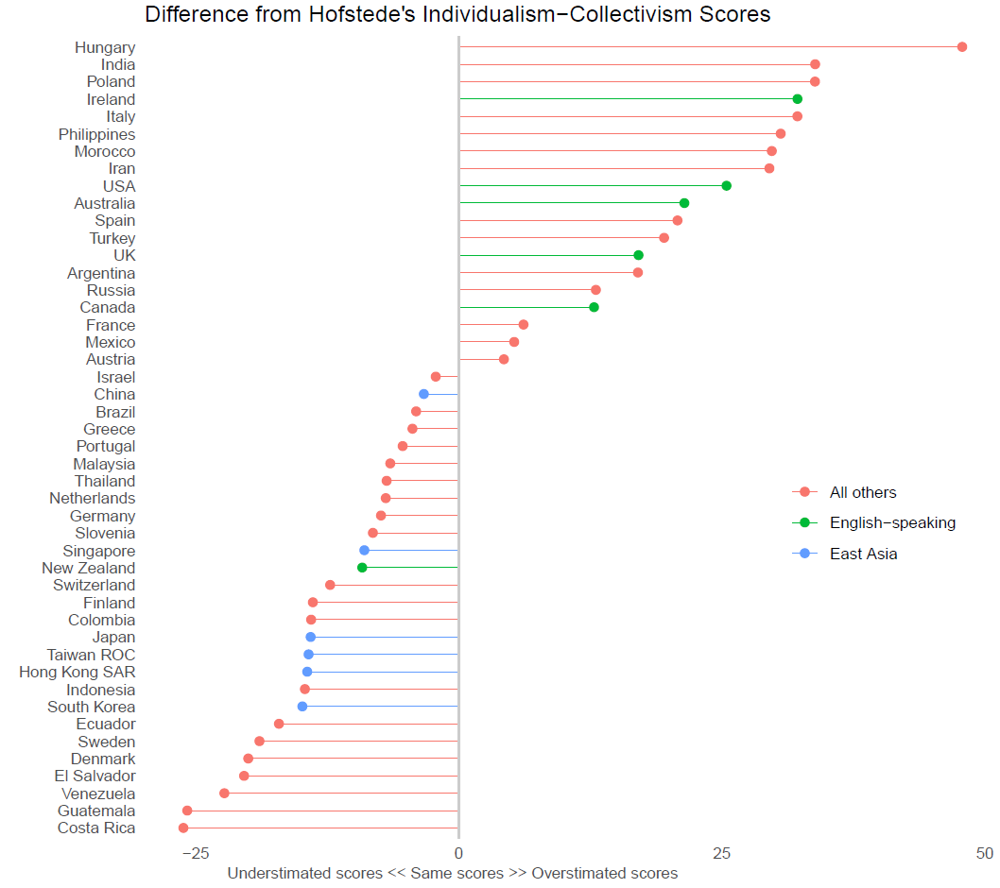 Difference from Hofstede's Individualism−Collectivism Scores
Hungary
India
Poland
Ireland
Italy
Philippines
Morocco
Iran
USA
Australia
Spain
Turkey
UK
Argentina
Russia
Canada
France
Mexico
Austria
Israel
China
Brazil
Greece
Portugal
Malaysia
Thailand
Netherlands
Germany
Slovenia
Singapore
New Zealand
Switzerland
Finland
Colombia
Japan
Taiwan ROC
Hong Kong SAR
Indonesia
South Korea
Ecuador
Sweden
Denmark
El Salvador
Venezuela
Guatemala
Costa Rica
All others
English−speaking
East Asia
−25 0 25 50
Understimated scores << Same scores >> Overstimated scores